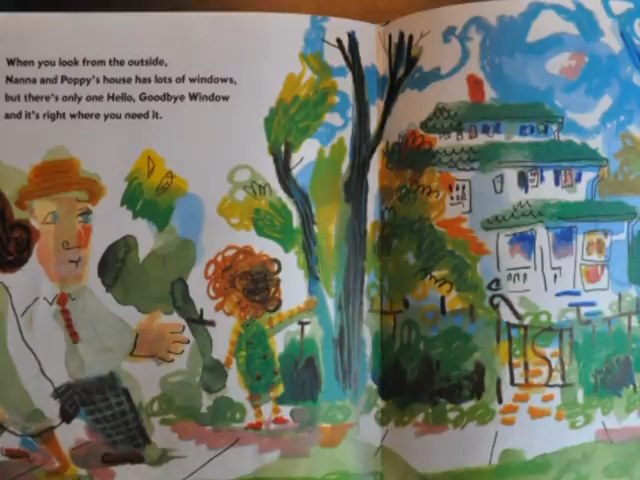 When you look from the outside,
Nanna and Poppy's house has lots of windows,
but there's only one Hello, Goodbye Window
and it's right where you need it.